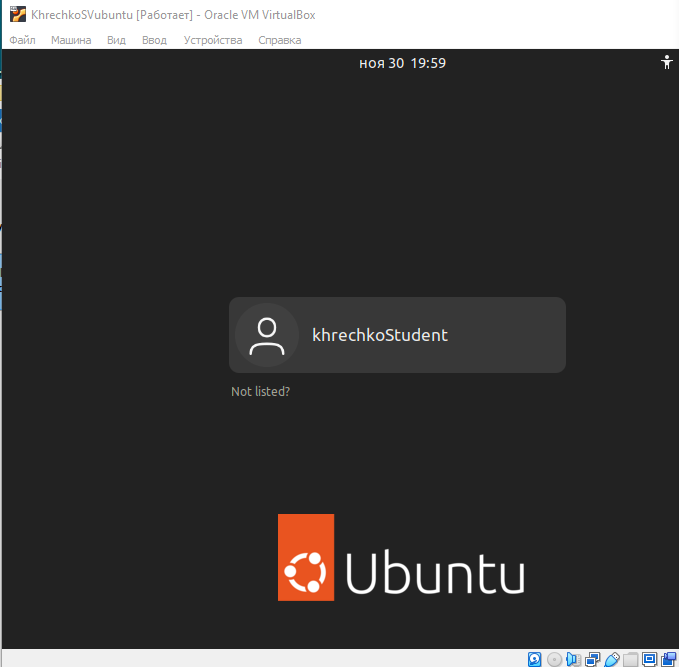 KhrechkoSVubuntu [Работает] - Oracle VM VirtualBox
Файл Машина Вид Ввод Устройства Справка
ноя 30 19:59
khrechkoStudent
Not listed?
Ubuntu